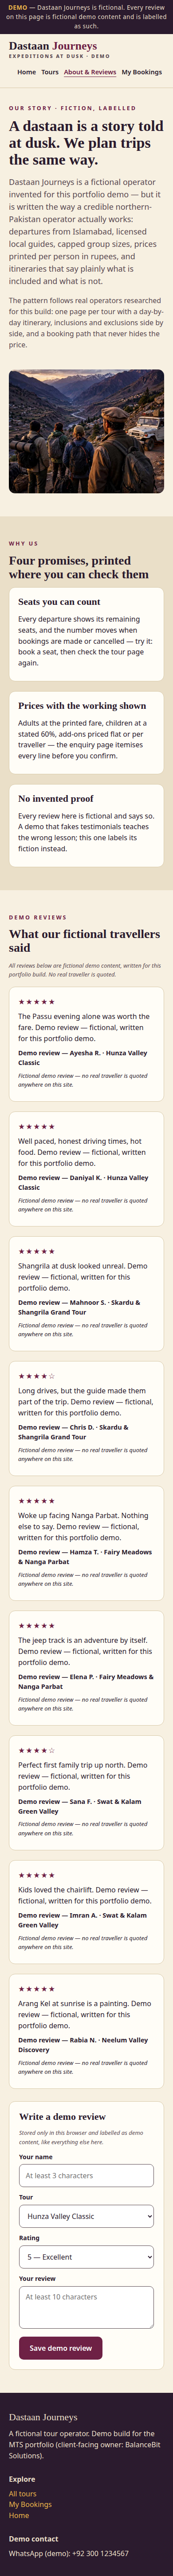 DEMO — Dastaan Journeys is fictional. Every review
on this page is fictional demo content and is labelled
as such.
Dastaan Journeys
EXPEDITIONS AT DUSK · DEMO
Home Tours About & Reviews My Bookings
OUR STORY · FICTION, LABELLED
A dastaan is a story told
at dusk. We plan trips
the same way.
Dastaan Journeys is a fictional operator
invented for this portfolio demo — but it
is written the way a credible northern-
Pakistan operator actually works:
departures from Islamabad, licensed
local guides, capped group sizes, prices
printed per person in rupees, and
itineraries that say plainly what is
included and what is not.
The pattern follows real operators researched
for this build: one page per tour with a day-by-
day itinerary, inclusions and exclusions side by
side, and a booking path that never hides the
price.
WHY US
Four promises, printed
where you can check them
Seats you can count
Every departure shows its remaining
seats, and the number moves when
bookings are made or cancelled — try it:
book a seat, then check the tour page
again.
Prices with the working shown
Adults at the printed fare, children at a
stated 60%, add-ons priced flat or per
traveller — the enquiry page itemises
every line before you confirm.
No invented proof
Every review here is fictional and says so.
A demo that fakes testimonials teaches
the wrong lesson; this one labels its
fiction instead.
DEMO REVIEWS
What our fictional travellers
said
All reviews below are fictional demo content, written for this
portfolio build. No real traveller is quoted.
★★★★★
The Passu evening alone was worth the
fare. Demo review — fictional, written
for this portfolio demo.
Demo review — Ayesha R. · Hunza Valley
Classic
Fictional demo review — no real traveller is quoted
anywhere on this site.
★★★★★
Well paced, honest driving times, hot
food. Demo review — fictional, written
for this portfolio demo.
Demo review — Daniyal K. · Hunza Valley
Classic
Fictional demo review — no real traveller is quoted
anywhere on this site.
★★★★★
Shangrila at dusk looked unreal. Demo
review — fictional, written for this
portfolio demo.
Demo review — Mahnoor S. · Skardu &
Shangrila Grand Tour
Fictional demo review — no real traveller is quoted
anywhere on this site.
★★★★☆
Long drives, but the guide made them
part of the trip. Demo review — fictional,
written for this portfolio demo.
Demo review — Chris D. · Skardu &
Shangrila Grand Tour
Fictional demo review — no real traveller is quoted
anywhere on this site.
★★★★★
Woke up facing Nanga Parbat. Nothing
else to say. Demo review — fictional,
written for this portfolio demo.
Demo review — Hamza T. · Fairy Meadows
& Nanga Parbat
Fictional demo review — no real traveller is quoted
anywhere on this site.
★★★★★
The jeep track is an adventure by itself.
Demo review — fictional, written for this
portfolio demo.
Demo review — Elena P. · Fairy Meadows &
Nanga Parbat
Fictional demo review — no real traveller is quoted
anywhere on this site.
★★★★☆
Perfect first family trip up north. Demo
review — fictional, written for this
portfolio demo.
Demo review — Sana F. · Swat & Kalam
Green Valley
Fictional demo review — no real traveller is quoted
anywhere on this site.
★★★★★
Kids loved the chairlift. Demo review —
fictional, written for this portfolio demo.
Demo review — Imran A. · Swat & Kalam
Green Valley
Fictional demo review — no real traveller is quoted
anywhere on this site.
★★★★★
Arang Kel at sunrise is a painting. Demo
review — fictional, written for this
portfolio demo.
Demo review — Rabia N. · Neelum Valley
Discovery
Fictional demo review — no real traveller is quoted
anywhere on this site.
Write a demo review
Stored only in this browser and labelled as demo
content, like everything else here.
Your name
At least 3 characters
Tour
Hunza Valley Classic
Rating
5 — Excellent
Your review
At least 10 characters
Save demo review
Dastaan Journeys
A fictional tour operator. Demo build for the
MTS portfolio (client-facing owner: BalanceBit
Solutions).
Explore
All tours
My Bookings
Home
Demo contact
WhatsApp (demo): +92 300 1234567